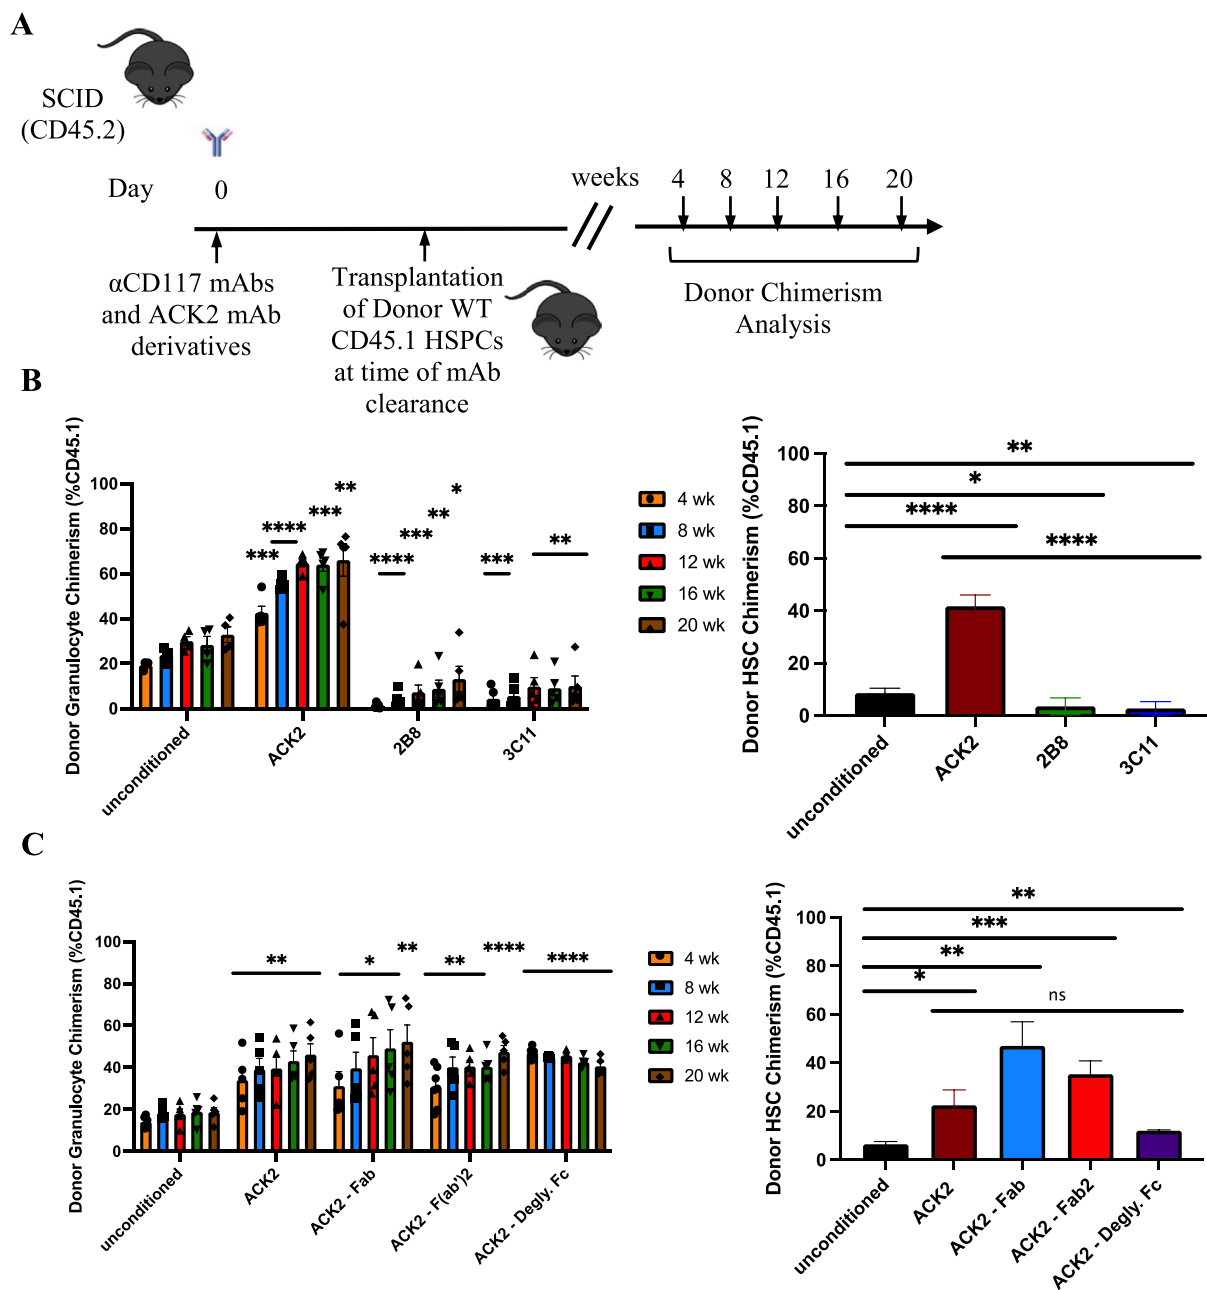 A
SCID
(CD45.2)
Day
0
weeks
4
8
12
16
20
αCD117 mAbs
and ACK2 mAb
derivatives
Transplantation
of Donor WT
CD45.1 HSPCs
at time of mAb
clearance
Donor Chimerism
Analysis
B
Donor Granulocyte Chimerism (%CD45.1)
100
80
60
40
20
0
***
****
***
**
****
***
**
*
***
**
unconditioned
ACK2
2B8
3C11
4 wk
8 wk
12 wk
16 wk
20 wk
Donor HSC Chimerism (%CD45.1)
100
80
60
40
20
0
**
*
****
****
unconditioned
ACK2
2B8
3C11
C
Donor Granulocyte Chimerism (%CD45.1)
100
80
60
40
20
0
**
*
**
**
****
****
unconditioned
ACK2
ACK2 - Fab
ACK2 - F(ab')2
ACK2 - Degly. Fc
4 wk
8 wk
12 wk
16 wk
20 wk
Donor HSC Chimerism (%CD45.1)
100
80
60
40
20
0
**
***
**
*
ns
unconditioned
ACK2
ACK2 - Fab
ACK2 - Fab2
ACK2 - Degly. Fc